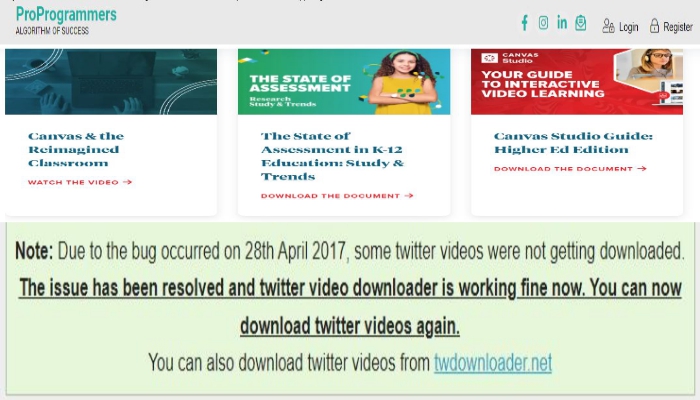 ProProgrammers
ALGORITHM OF SUCCESS
Login
Register
THE STATE OF
ASSESSMENT
Research
Study & Trends
CANVAS
Studio
YOUR GUIDE
TO INTERACTIVE
VIDEO LEARNING
Canvas & the
Reimagined
Classroom
WATCH THE VIDEO →
The State of
Assessment in K-12
Education: Study &
Trends
DOWNLOAD THE DOCUMENT →
Canvas Studio Guide:
Higher Ed Edition
DOWNLOAD THE DOCUMENT →
Note: Due to the bug occurred on 28th April 2017, some twitter videos were not getting downloaded.
The issue has been resolved and twitter video downloader is working fine now. You can now
download twitter videos again.
You can also download twitter videos from twdownloader.net